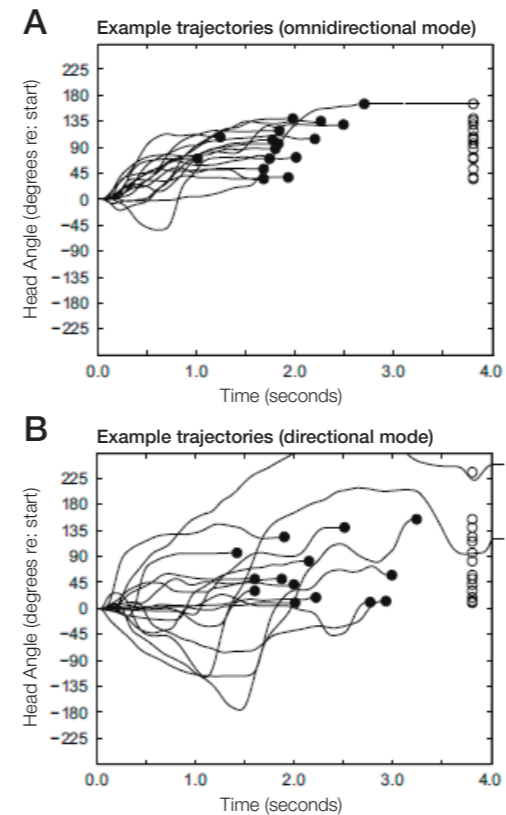 A
Example trajectories (omnidirectional mode)
Head Angle (degrees re: start)
225
180
135
90
45
0
−45
−90
−135
−180
−225
0.0 1.0 2.0 3.0 4.0
Time (seconds)
B
Example trajectories (directional mode)
Head Angle (degrees re: start)
225
180
135
90
45
0
−45
−90
−135
−180
−225
0.0 1.0 2.0 3.0 4.0
Time (seconds)